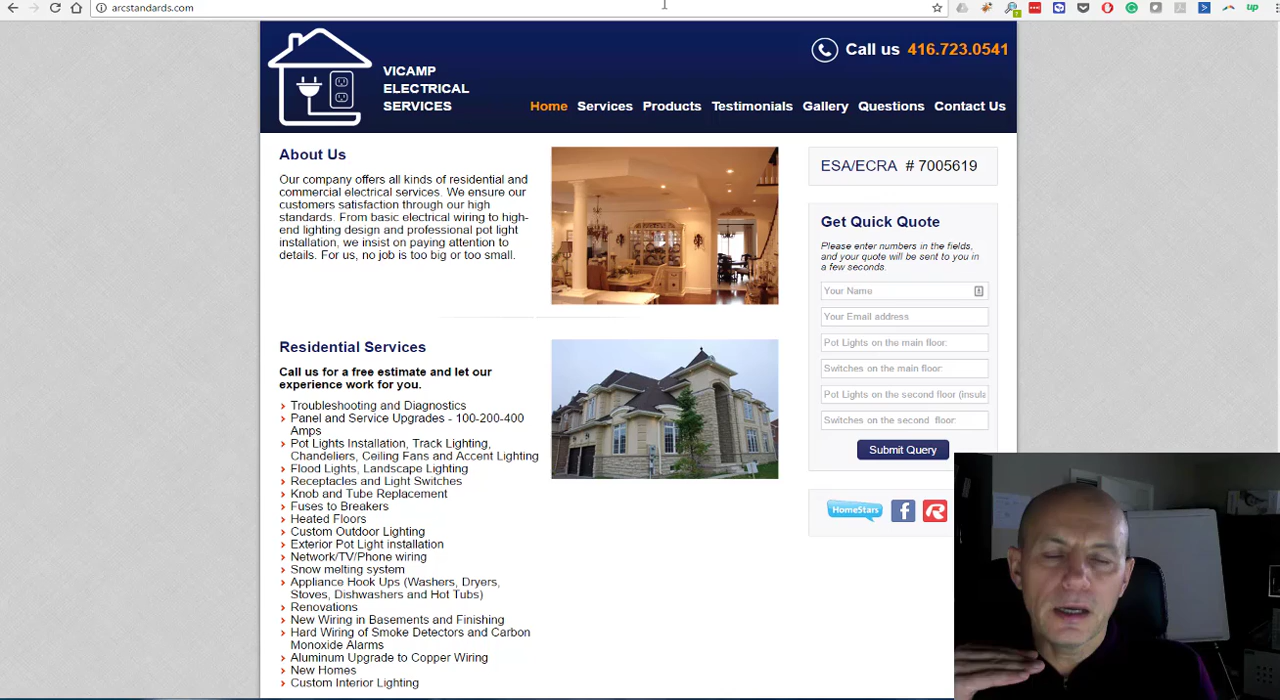 arcstandards.com
up
VICAMP
ELECTRICAL
SERVICES
Call us 416.723.0541
Home Services Products Testimonials Gallery Questions Contact Us
About Us
Our company offers all kinds of residential and
commercial electrical services. We ensure our
customers satisfaction through our high
standards. From basic electrical wiring to high-
end lighting design and professional pot light
installation, we insist on paying attention to
details. For us, no job is too big or too small.
Residential Services
Call us for a free estimate and let our
experience work for you.
Troubleshooting and Diagnostics
Panel and Service Upgrades - 100-200-400
Amps
Pot Lights Installation, Track Lighting,
Chandeliers, Ceiling Fans and Accent Lighting
Flood Lights, Landscape Lighting
Receptacles and Light Switches
Knob and Tube Replacement
Fuses to Breakers
Heated Floors
Custom Outdoor Lighting
Exterior Pot Light installation
Network/TV/Phone wiring
Snow melting system
Appliance Hook Ups (Washers, Dryers,
Stoves, Dishwashers and Hot Tubs)
Renovations
New Wiring in Basements and Finishing
Hard Wiring of Smoke Detectors and Carbon
Monoxide Alarms
Aluminum Upgrade to Copper Wiring
New Homes
Custom Interior Lighting
ESA/ECRA # 7005619
Get Quick Quote
Please enter numbers in the fields,
and your quote will be sent to you in
a few seconds.
Your Name
Your Email address
Pot Lights on the main floor:
Switches on the main floor:
Pot Lights on the second floor (insula
Switches on the second floor:
Submit Query
HomeStars f R